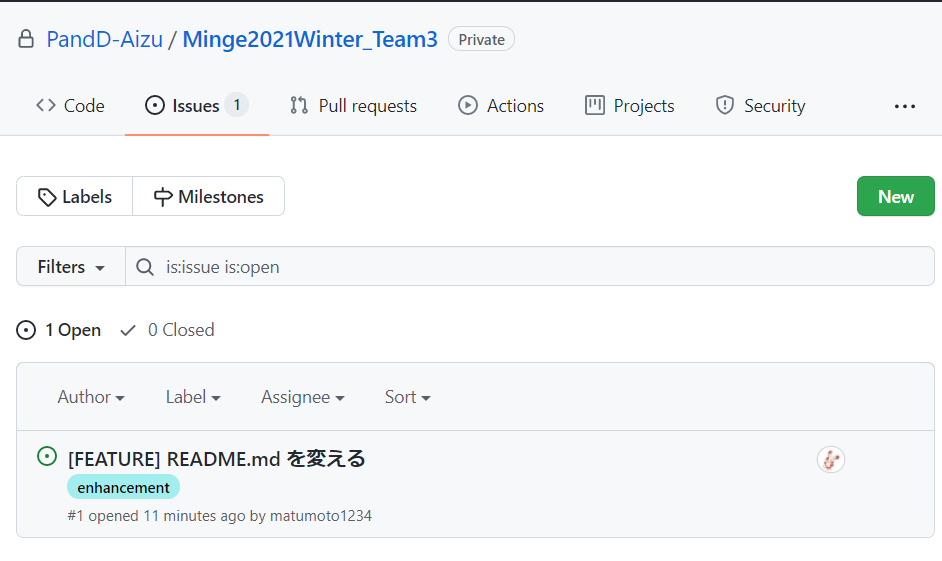 PandD-Aizu / Minge2021Winter_Team3 Private
Code Issues 1 Pull requests Actions Projects Security
Labels Milestones New
Filters is:issue is:open
1 Open 0 Closed
Author Label Assignee Sort
[FEATURE] README.md を変える
enhancement
#1 opened 11 minutes ago by matumoto1234